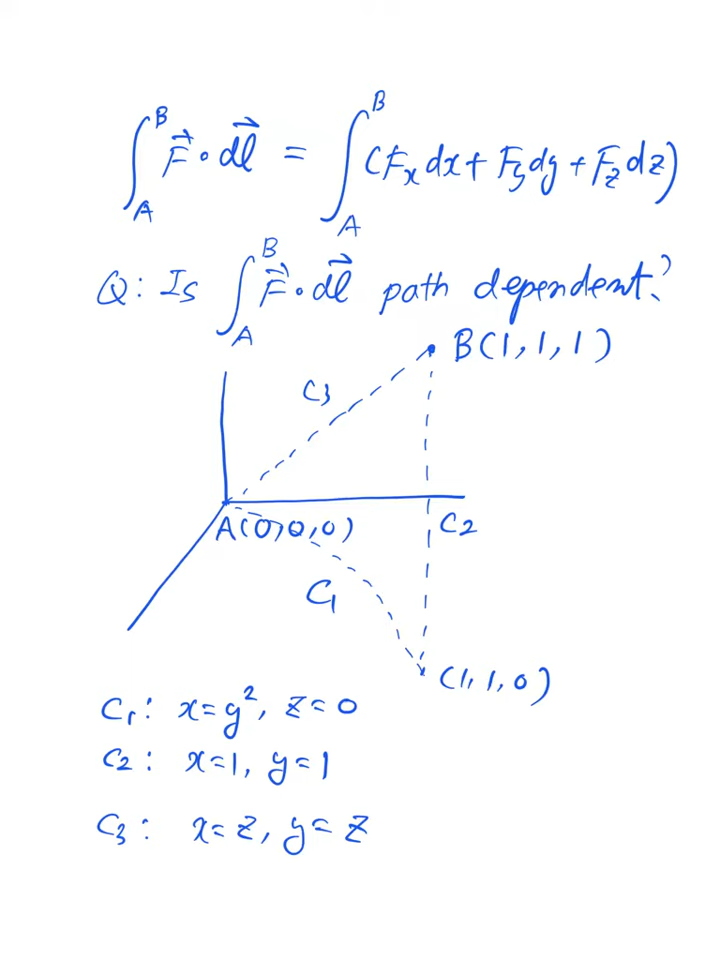 ∫_A^B F⃗ • dl⃗ = ∫_A^B (F_x dx + F_y dy + F_z dz)
Q: Is ∫_A^B F⃗ • dl⃗ path dependent?
B(1, 1, 1)
C3
A(0,0,0)
C2
C1
(1, 1, 0)
C1: x=y², z=0
C2: x=1, y=1
C3: x=z, y=z